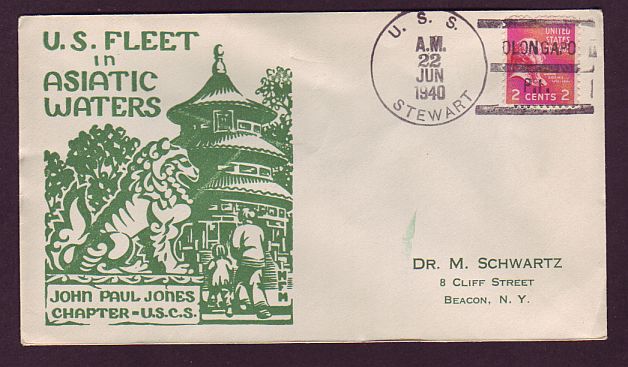 U.S. FLEET
in
ASIATIC
WATERS
JOHN PAUL JONES
CHAPTER - U.S.C.S.
U. S. S.
A.M.
22
JUN
1940
STEWART
UNITED
STATES
OLONGAPO
P.I.
2 CENTS 2
DR. M. SCHWARTZ
8 CLIFF STREET
BEACON, N. Y.